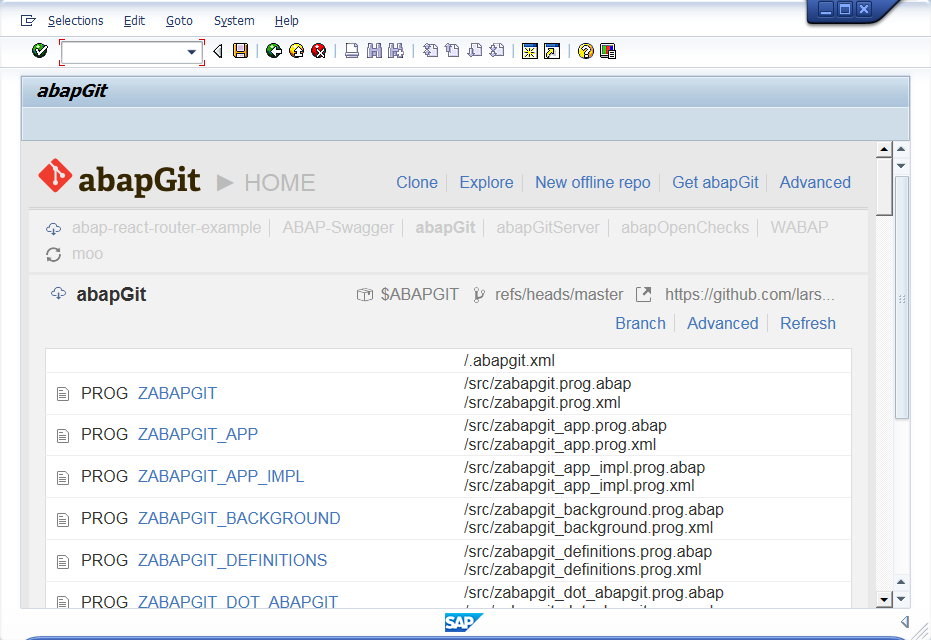 Selections Edit Goto System Help
abapGit
abapGit ▶ HOME Clone Explore New offline repo Get abapGit Advanced
abap-react-router-example ABAP-Swagger abapGit abapGitServer abapOpenChecks WABAP
moo
abapGit $ABAPGIT refs/heads/master https://github.com/lars...
Branch Advanced Refresh
/.abapgit.xml
PROG ZABAPGIT /src/zabapgit.prog.abap
/src/zabapgit.prog.xml
PROG ZABAPGIT_APP /src/zabapgit_app.prog.abap
/src/zabapgit_app.prog.xml
PROG ZABAPGIT_APP_IMPL /src/zabapgit_app_impl.prog.abap
/src/zabapgit_app_impl.prog.xml
PROG ZABAPGIT_BACKGROUND /src/zabapgit_background.prog.abap
/src/zabapgit_background.prog.xml
PROG ZABAPGIT_DEFINITIONS /src/zabapgit_definitions.prog.abap
/src/zabapgit_definitions.prog.xml
PROG ZABAPGIT_DOT_ABAPGIT /src/zabapgit_dot_abapgit.prog.abap
SAP